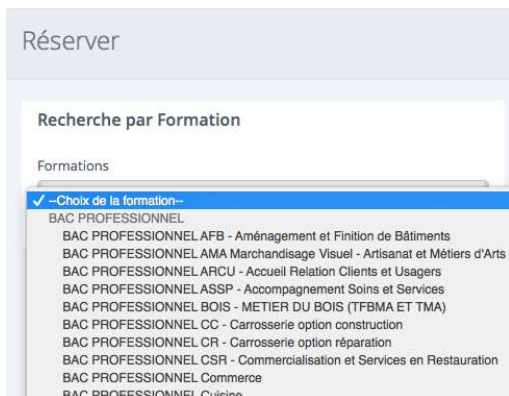 Réserver
Recherche par Formation
Formations
✓ --Choix de la formation--
BAC PROFESSIONNEL
BAC PROFESSIONNEL AFB - Aménagement et Finition de Bâtiments
BAC PROFESSIONNEL AMA Marchandisage Visuel - Artisanat et Métiers d'Arts
BAC PROFESSIONNEL ARCU - Accueil Relation Clients et Usagers
BAC PROFESSIONNEL ASSP - Accompagnement Soins et Services
BAC PROFESSIONNEL BOIS - METIER DU BOIS (TFBMA ET TMA)
BAC PROFESSIONNEL CC - Carrosserie option construction
BAC PROFESSIONNEL CR - Carrosserie option réparation
BAC PROFESSIONNEL CSR - Commercialisation et Services en Restauration
BAC PROFESSIONNEL Commerce
BAC PROFESSIONNEL Cuisine